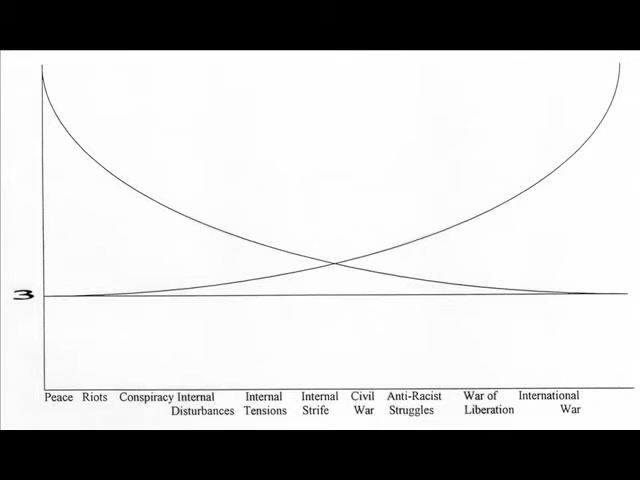 3
Peace Riots Conspiracy Internal Internal Internal Civil Anti-Racist War of International
Disturbances Tensions Strife War Struggles Liberation War